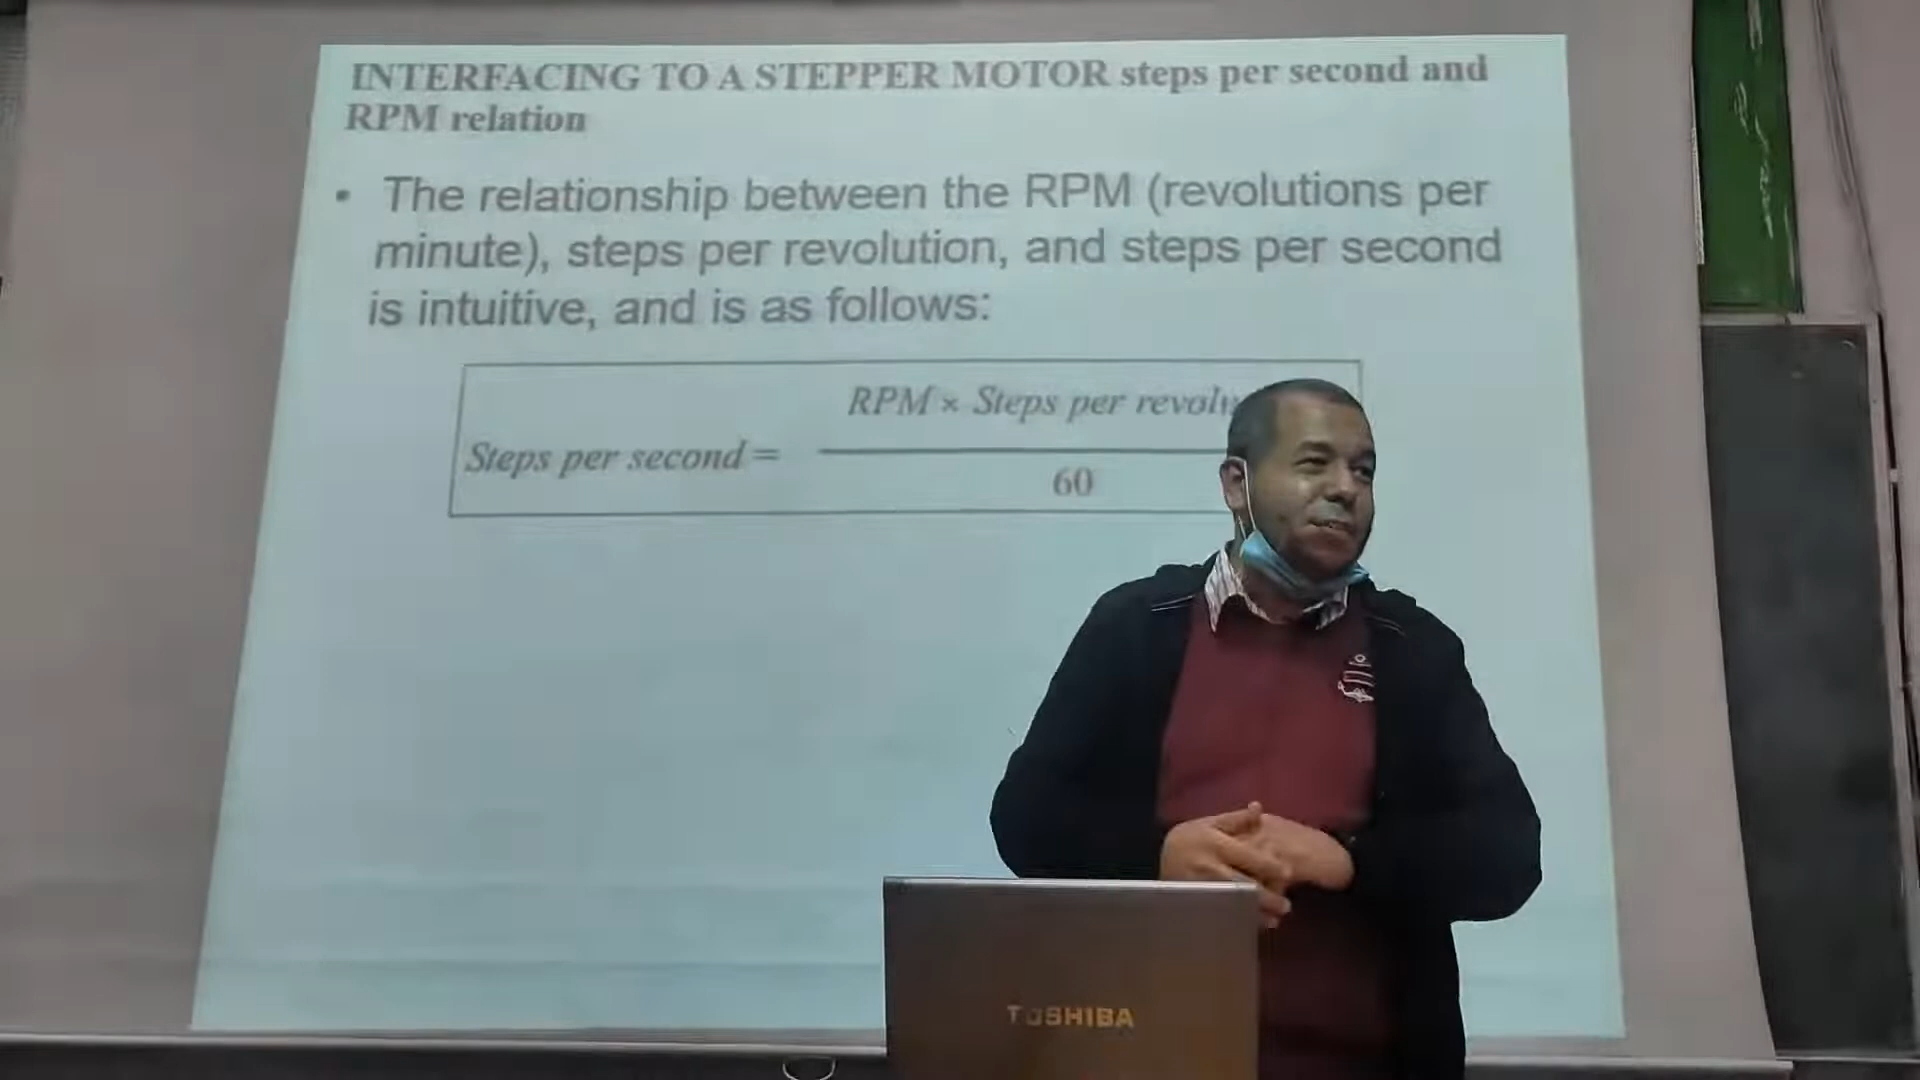 INTERFACING TO A STEPPER MOTOR steps per second and
RPM relation
• The relationship between the RPM (revolutions per
minute), steps per revolution, and steps per second
is intuitive, and is as follows:
RPM × Steps per
Steps per second =
60
TOSHIBA